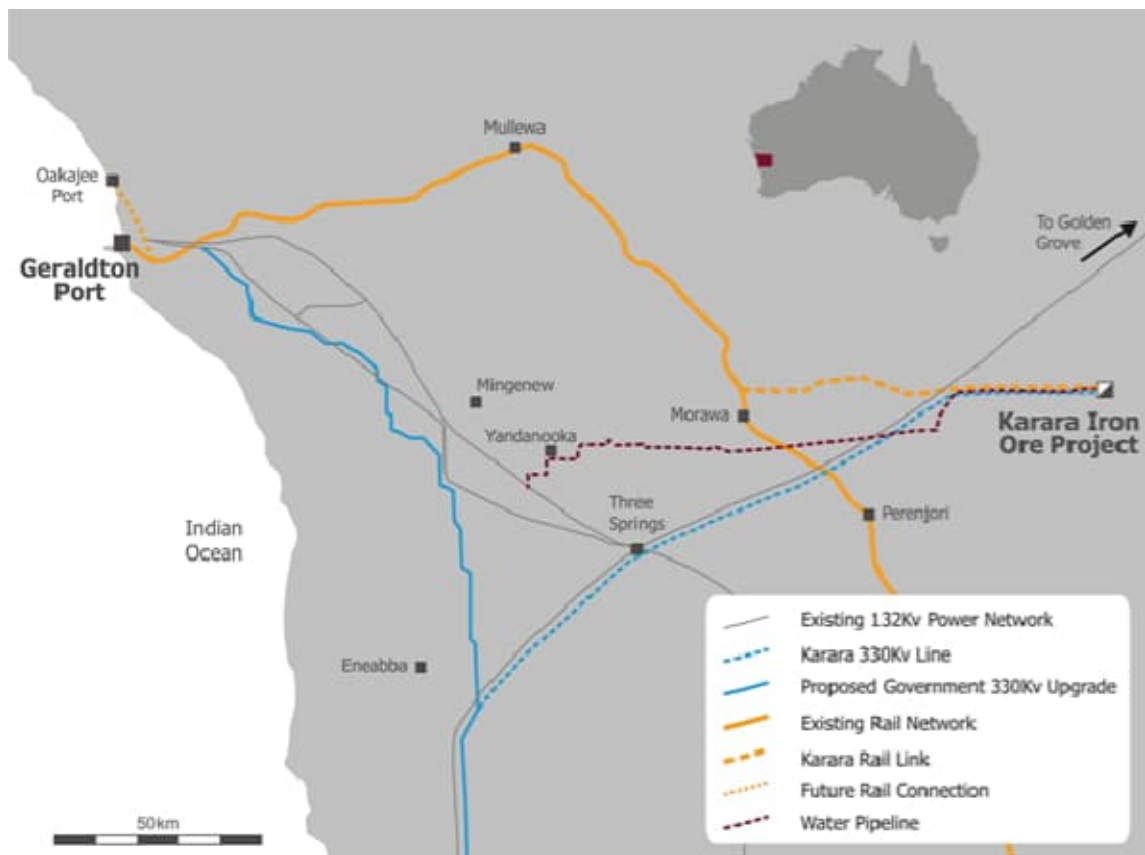 Mullewa
Oakajee
Port
To Golden
Grove
Geraldton
Port
Mingenew
Morawa
Karara Iron
Ore Project
Yandanooka
Three
Springs
Perenjori
Indian
Ocean
Eneabba
Existing 132Kv Power Network
Karara 330Kv Line
Proposed Government 330Kv Upgrade
Existing Rail Network
Karara Rail Link
Future Rail Connection
Water Pipeline
50km